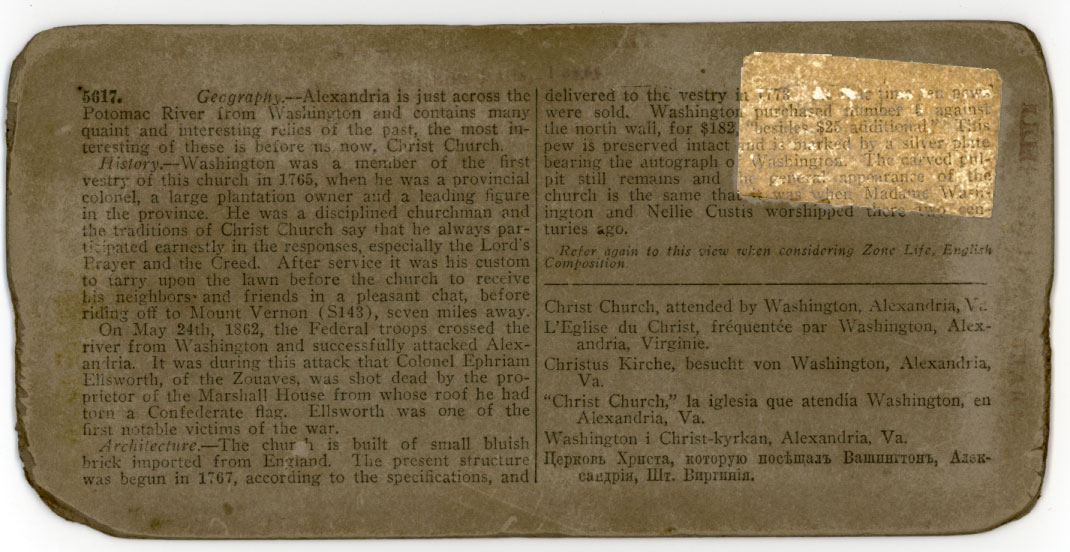 5617. Geography.—Alexandria is just across the
Potomac River from Washington and contains many
quaint and interesting relics of the past, the most in-
teresting of these is before us now, Christ Church.
History.—Washington was a member of the first
vestry of this church in 1765, when he was a provincial
colonel, a large plantation owner and a leading figure
in the province. He was a disciplined churchman and
the traditions of Christ Church say that he always par-
ticipated earnestly in the responses, especially the Lord's
Prayer and the Creed. After service it was his custom
to tarry upon the lawn before the church to receive
his neighbors and friends in a pleasant chat, before
riding off to Mount Vernon (S143), seven miles away.
On May 24th, 1862, the Federal troops crossed the
river from Washington and successfully attacked Alex-
andria. It was during this attack that Colonel Ephriam
Ellsworth, of the Zouaves, was shot dead by the pro-
prietor of the Marshall House from whose roof he had
torn a Confederate flag. Ellsworth was one of the
first notable victims of the war.
Architecture.—The church is built of small bluish
brick imported from England. The present structure
was begun in 1767, according to the specifications, and
delivered to the vestry in 1773. At that time ten pews
were sold. Washington purchased number against
the north wall, for $182, "besides $25 additional." This
pew is preserved intact and is marked by a silver plate
bearing the autograph of Washington. The carved pul-
pit still remains and the general appearance of the
church is the same that it was when Madame Wash-
ington and Nellie Custis worshipped there two cen-
turies ago.
Refer again to this view when considering Zone Life, English
Composition.
Christ Church, attended by Washington, Alexandria, Va.
L'Eglise du Christ, fréquentée par Washington, Alex-
andria, Virginie.
Christus Kirche, besucht von Washington, Alexandria,
Va.
"Christ Church," la iglesia que atendía Washington, en
Alexandria, Va.
Washington i Christ-kyrkan, Alexandria, Va.
Церковь Христа, которую посѣщалъ Вашингтонъ, Алек-
сандрія, Шт. Виргинія.